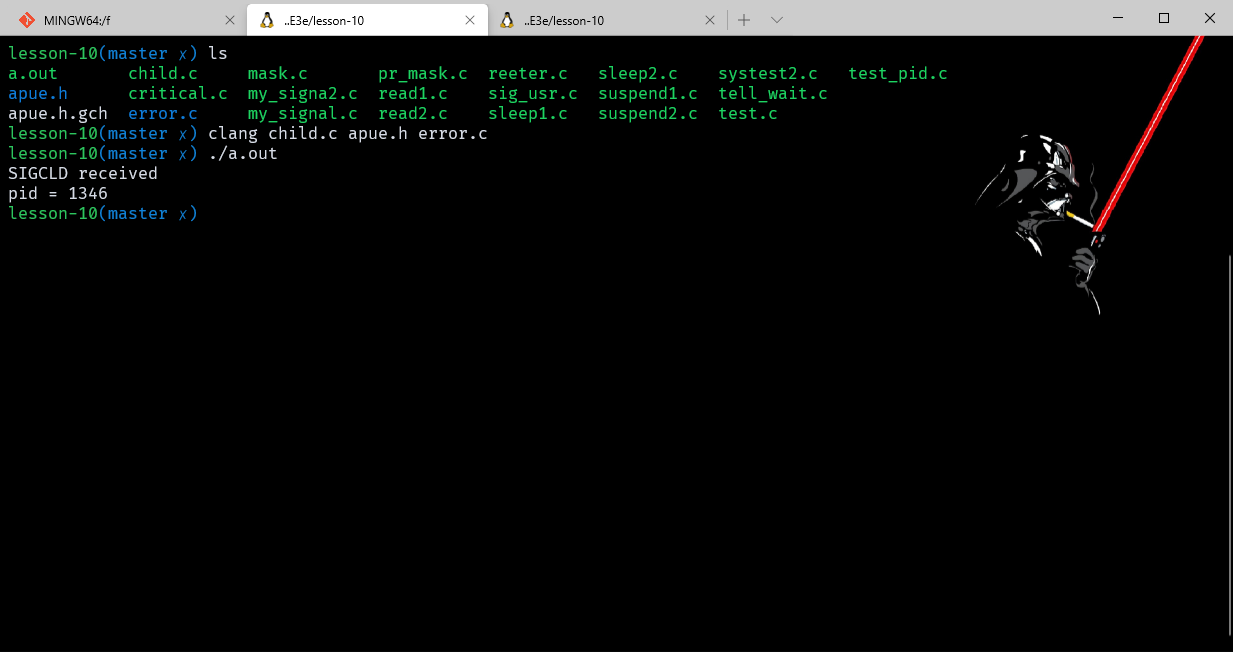 MINGW64:/f ..E3e/lesson-10 ..E3e/lesson-10
lesson-10(master ✗) ls
a.out child.c mask.c pr_mask.c reeter.c sleep2.c systest2.c test_pid.c
apue.h critical.c my_signa2.c read1.c sig_usr.c suspend1.c tell_wait.c
apue.h.gch error.c my_signal.c read2.c sleep1.c suspend2.c test.c
lesson-10(master ✗) clang child.c apue.h error.c
lesson-10(master ✗) ./a.out
SIGCLD received
pid = 1346
lesson-10(master ✗)